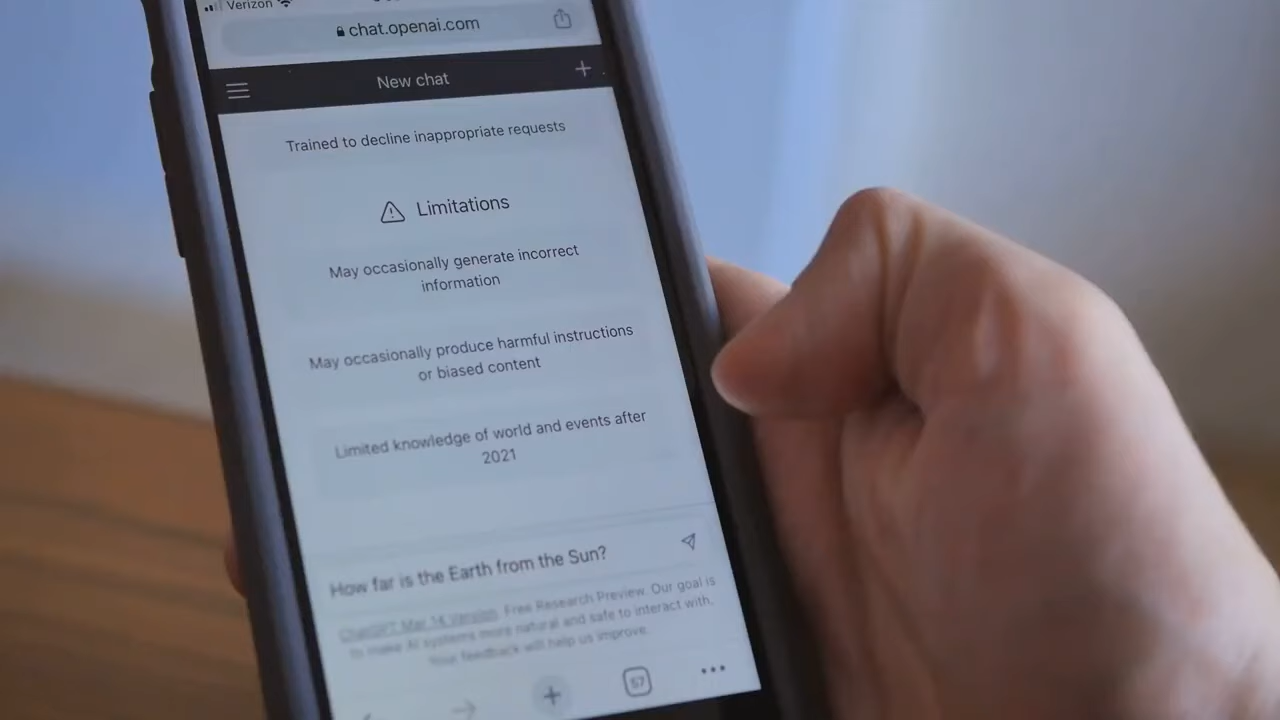 Verizon
chat.openai.com
New chat
Trained to decline inappropriate requests
Limitations
May occasionally generate incorrect
information
May occasionally produce harmful instructions
or biased content
Limited knowledge of world and events after
2021
How far is the Earth from the Sun?
ChatGPT Mar 14 Version. Free Research Preview. Our goal is
to make AI systems more natural and safe to interact with.
Your feedback will help us improve.
57